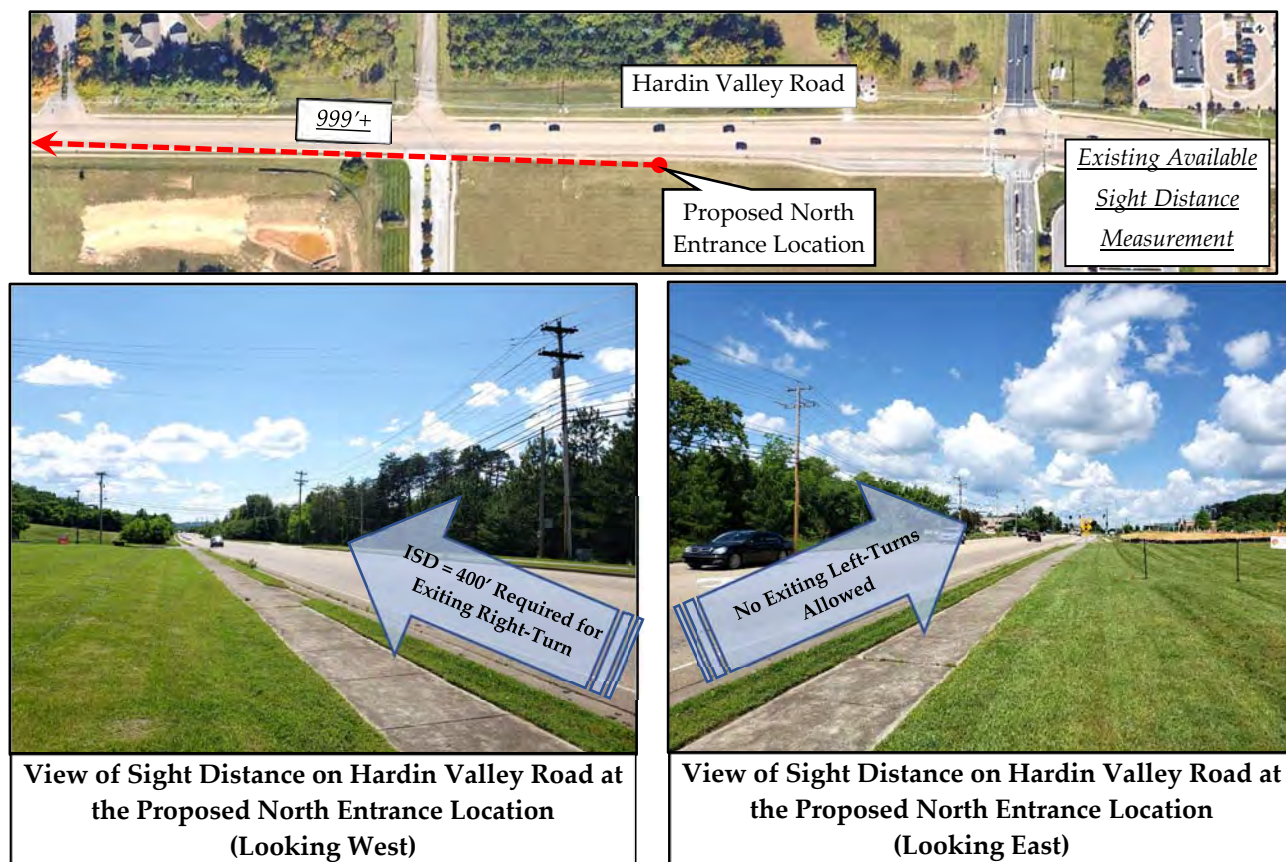 Hardin Valley Road
999'+
Existing Available
Sight Distance
Measurement
Proposed North
Entrance Location
ISD = 400' Required for
Exiting Right-Turn
No Exiting Left-Turns
Allowed
View of Sight Distance on Hardin Valley Road at
the Proposed North Entrance Location
(Looking West)
View of Sight Distance on Hardin Valley Road at
the Proposed North Entrance Location
(Looking East)